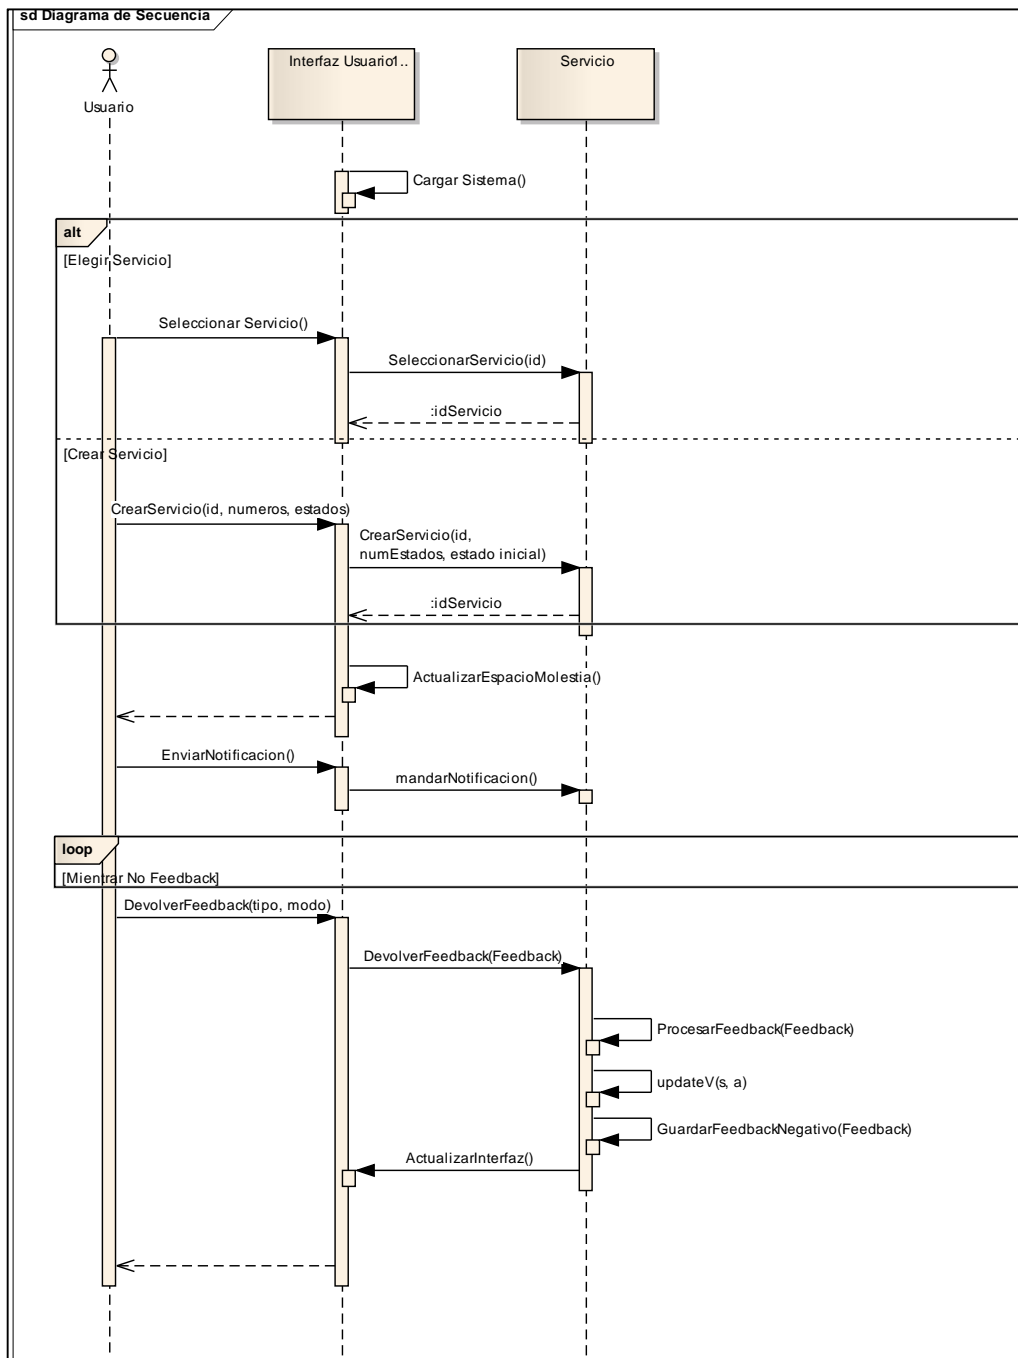 sd Diagrama de Secuencia
Usuario
Interfaz Usuario1..
Servicio
Cargar Sistema()
alt
[Elegir Servicio]
Seleccionar Servicio()
SeleccionarServicio(id)
:idServicio
[Crear Servicio]
CrearServicio(id, numeros, estados)
CrearServicio(id,
numEstados, estado inicial)
:idServicio
ActualizarEspacioMolestia()
EnviarNotificacion()
mandarNotificacion()
loop
[Mientrar No Feedback]
DevolverFeedback(tipo, modo)
DevolverFeedback(Feedback)
ProcesarFeedback(Feedback)
updateV(s, a)
GuardarFeedbackNegativo(Feedback)
ActualizarInterfaz()